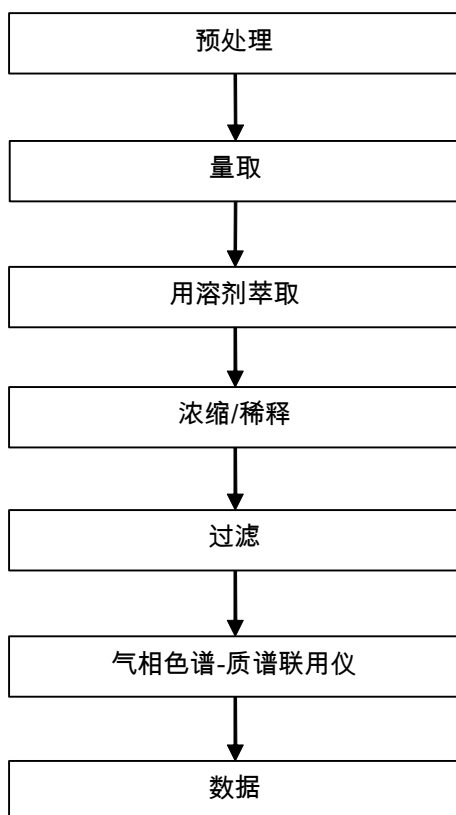 预处理
量取
用溶剂萃取
浓缩/稀释
过滤
气相色谱-质谱联用仪
数据